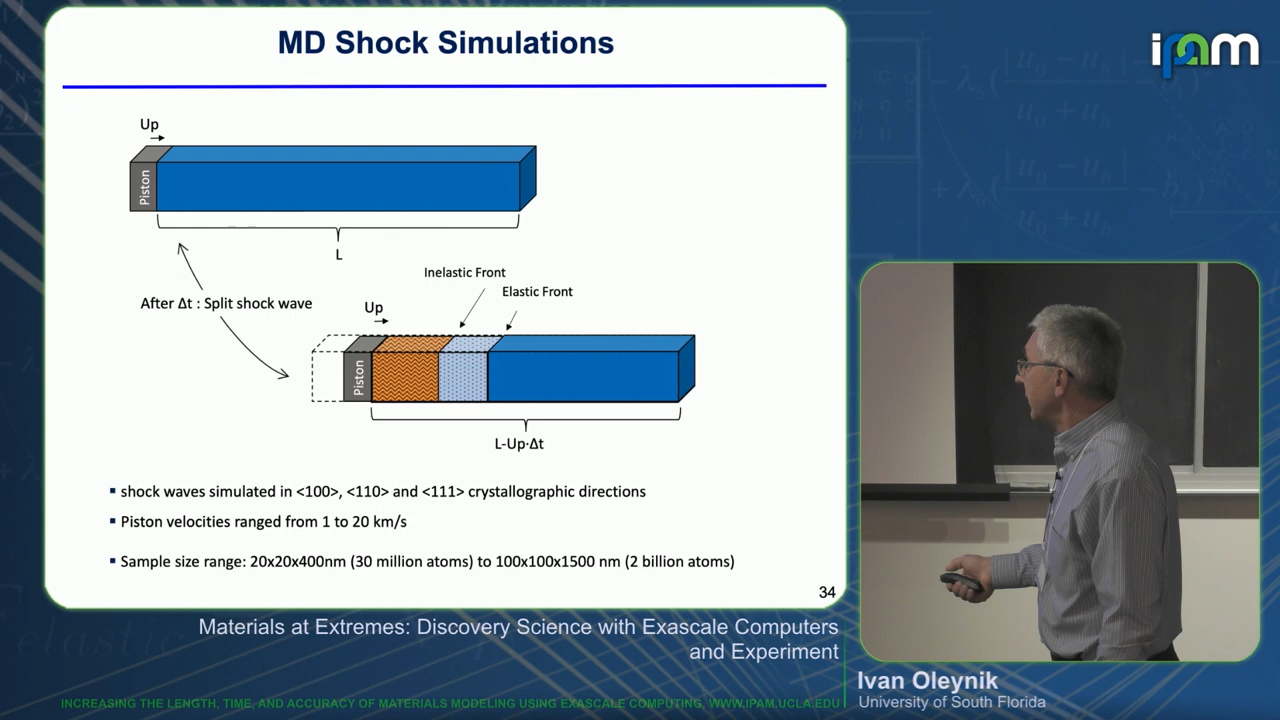 MD Shock Simulations
ipam
Up
Piston
L
Inelastic Front
Elastic Front
After Δt : Split shock wave
Up
Piston
L-Up·Δt
▪ shock waves simulated in <100>, <110> and <111> crystallographic directions
▪ Piston velocities ranged from 1 to 20 km/s
▪ Sample size range: 20x20x400nm (30 million atoms) to 100x100x1500 nm (2 billion atoms)
34
Materials at Extremes: Discovery Science with Exascale Computers
and Experiment
Ivan Oleynik
University of South Florida
INCREASING THE LENGTH, TIME, AND ACCURACY OF MATERIALS MODELING USING EXASCALE COMPUTING, WWW.IPAM.UCLA.EDU